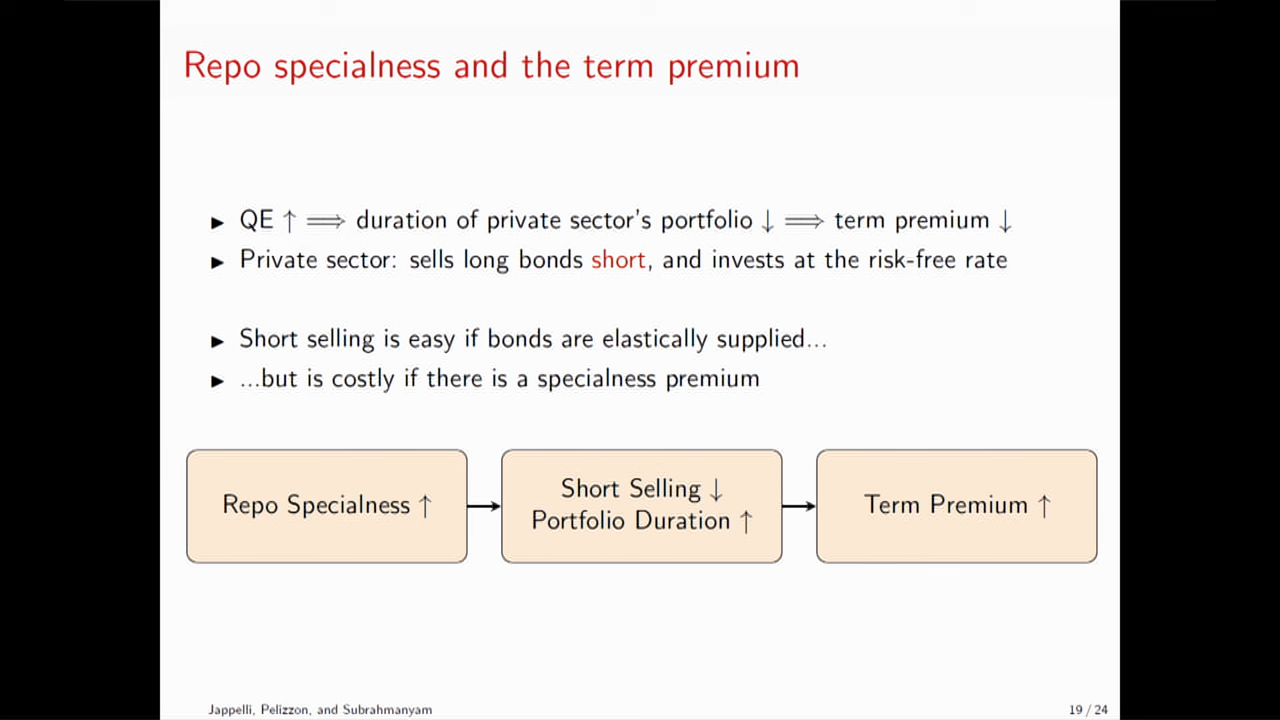 Repo specialness and the term premium
▶ QE ↑ ⟹ duration of private sector's portfolio ↓ ⟹ term premium ↓
▶ Private sector: sells long bonds short, and invests at the risk-free rate
▶ Short selling is easy if bonds are elastically supplied...
▶ ...but is costly if there is a specialness premium
Repo Specialness ↑
Short Selling ↓
Portfolio Duration ↑
Term Premium ↑
Jappelli, Pelizzon, and Subrahmanyam
19 / 24